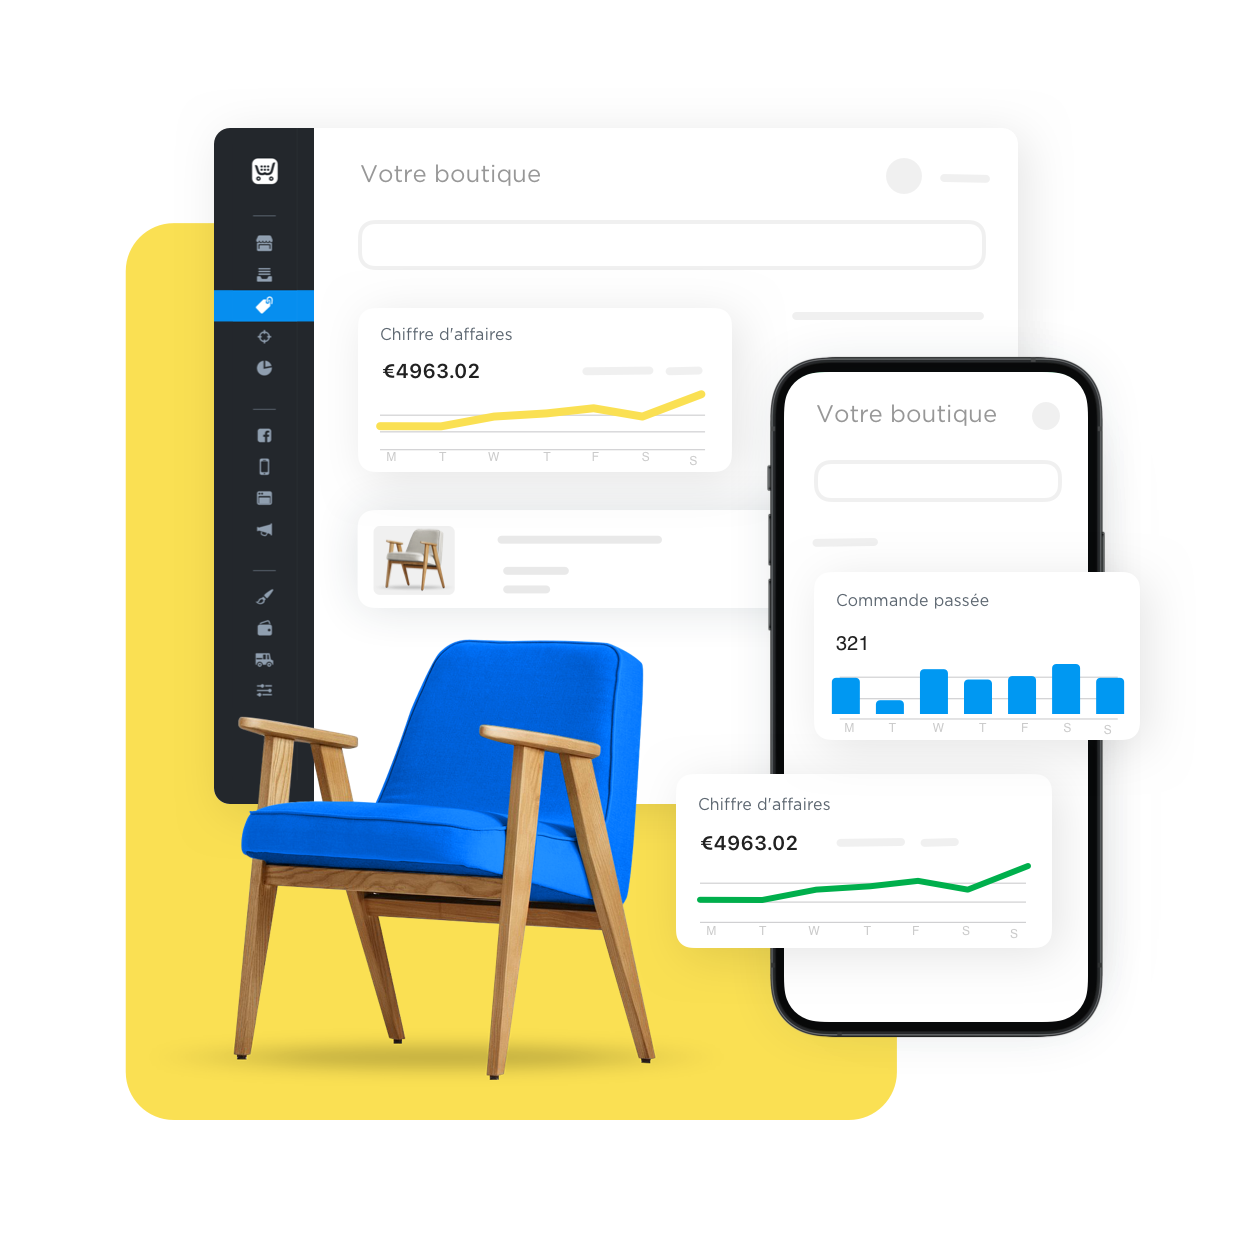 Votre boutique
Chiffre d'affaires
€4963.02
M T W T F S S
Votre boutique
Commande passée
321
M T W T F S S
Chiffre d'affaires
€4963.02
M T W T F S S